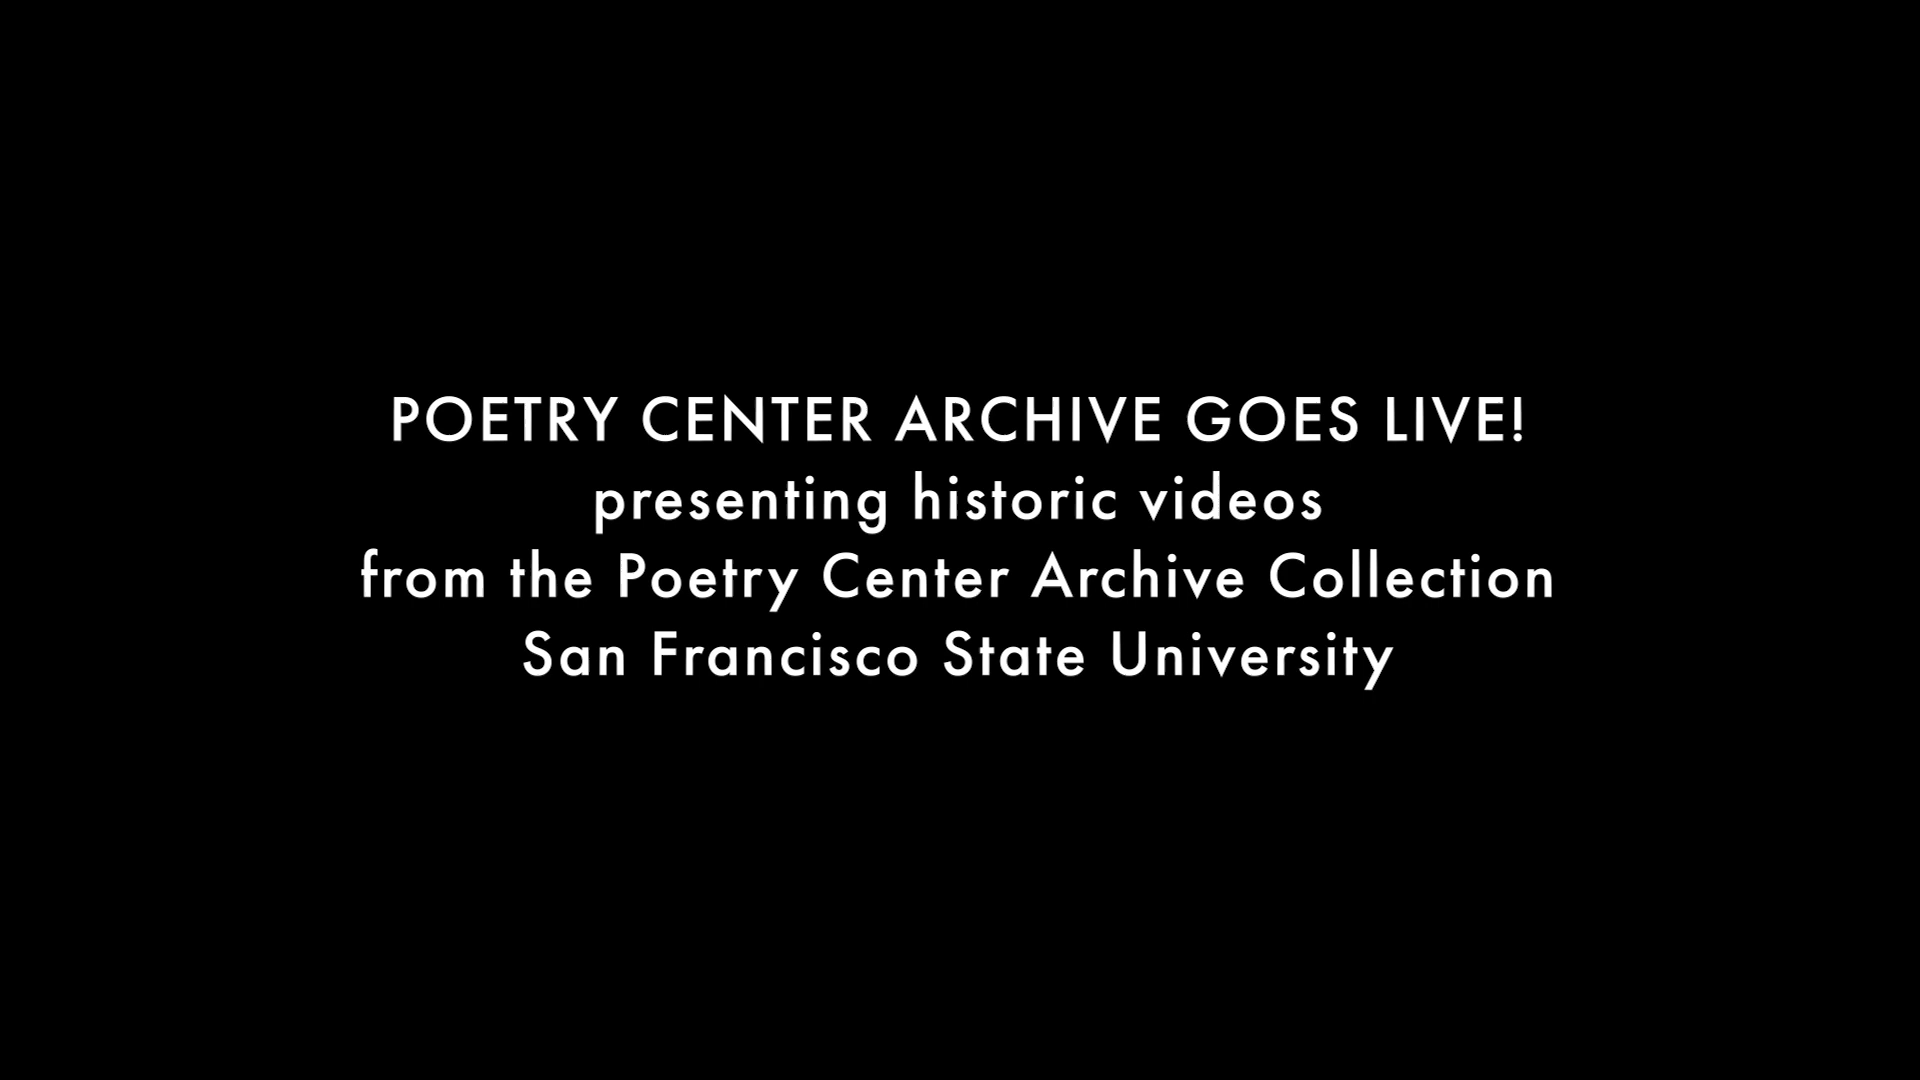 POETRY CENTER ARCHIVE GOES LIVE!
presenting historic videos
from the Poetry Center Archive Collection
San Francisco State University